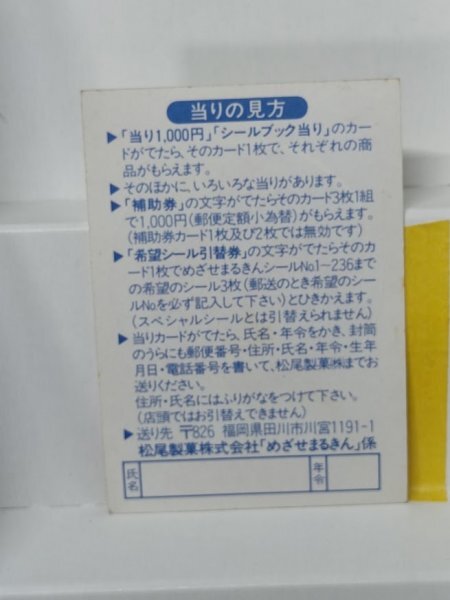 当りの見方
▶「当り1,000円」「シールブック当り」のカー
ドがでたら、そのカード1枚で、それぞれの商
品がもらえます。
▶そのほかに、いろいろな当りがあります。
▶「補助券」の文字がでたらそのカード3枚1組
で1,000円(郵便定額小為替)がもらえます。
(補助券カード1枚及び2枚では無効です)
▶「希望シール引替券」の文字がでたらそのカ
ード1枚でめざせまるきんシールNo1~236まで
の希望のシール3枚(郵送のとき希望のシー
ルNoを必ず記入して下さい)とひきかえます。
(スペシャルシールとは引替えられません)
▶当りカードがでたら、氏名・年令をかき、封筒
のうらにも郵便番号・住所・氏名・年令・生年
月日・電話番号を書いて、松尾製菓㈱までお
送りください。
住所・氏名にはふりがなをつけて下さい。
(店頭ではお引替えできません)
▶送り先 〒826 福岡県田川市川宮1191-1
松尾製菓株式会社「めざせまるきん」係
氏名 年令